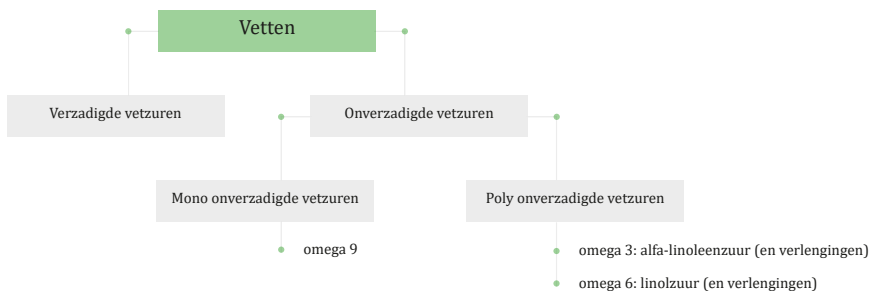 Vetten
Verzadigde vetzuren
Onverzadigde vetzuren
Mono onverzadigde vetzuren
Poly onverzadigde vetzuren
omega 9
omega 3: alfa-linoleenzuur (en verlengingen)
omega 6: linolzuur (en verlengingen)